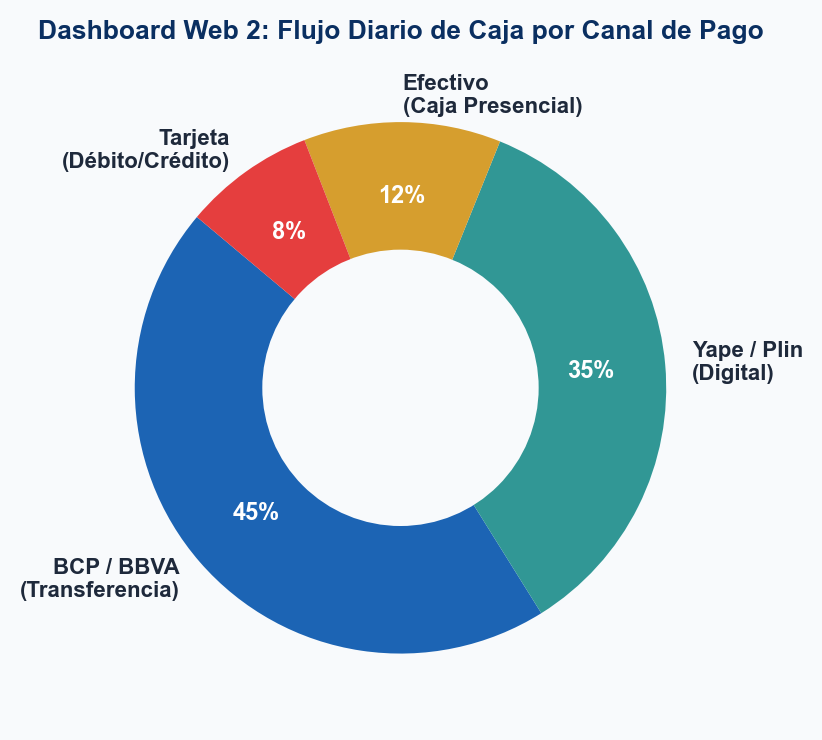 Dashboard Web 2: Flujo Diario de Caja por Canal de Pago
Efectivo
(Caja Presencial)
Tarjeta
(Débito/Crédito)
12%
8%
Yape / Plin
(Digital)
35%
45%
BCP / BBVA
(Transferencia)